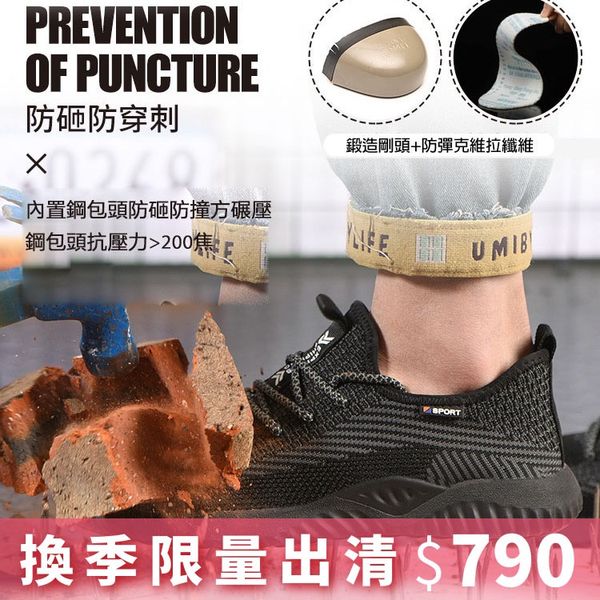 PREVENTION
OF PUNCTURE
防砸防穿刺
×
內置鋼包頭防砸防撞方碾壓
鋼包頭抗壓力>200焦
鍛造剛頭+防彈克維拉纖維
YLIFE
UMIBY
SPORT
換季限量出清$790